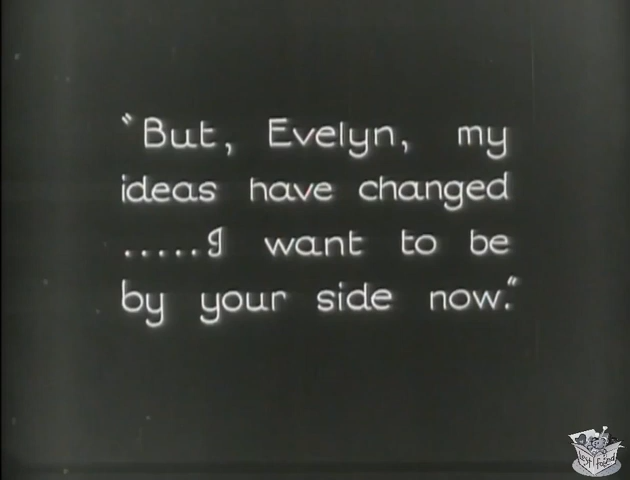 "But, Evelyn, my
ideas have changed
.....I want to be
by your side now."